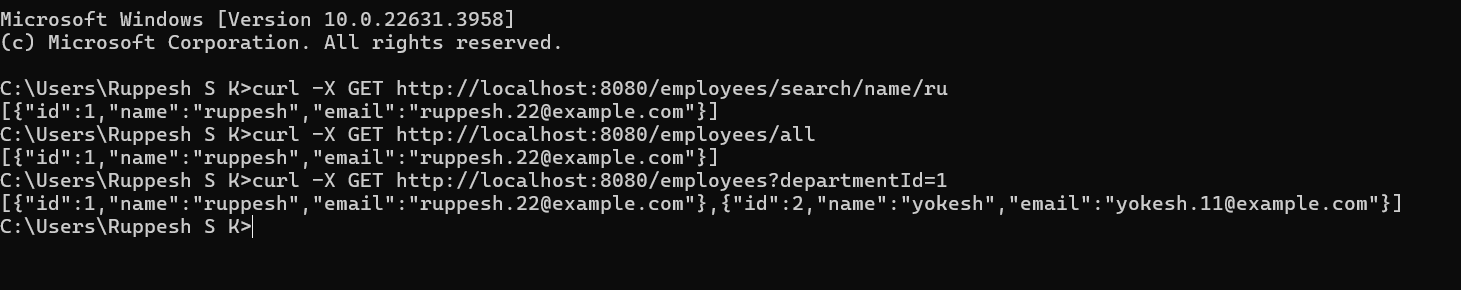 Microsoft Windows [Version 10.0.22631.3958]
(c) Microsoft Corporation. All rights reserved.
C:\Users\Ruppesh S K>curl -X GET http://localhost:8080/employees/search/name/ru
[{"id":1,"name":"ruppesh","email":"ruppesh.22@example.com"}]
C:\Users\Ruppesh S K>curl -X GET http://localhost:8080/employees/all
[{"id":1,"name":"ruppesh","email":"ruppesh.22@example.com"}]
C:\Users\Ruppesh S K>curl -X GET http://localhost:8080/employees?departmentId=1
[{"id":1,"name":"ruppesh","email":"ruppesh.22@example.com"},{"id":2,"name":"yokesh","email":"yokesh.11@example.com"}]
C:\Users\Ruppesh S K>